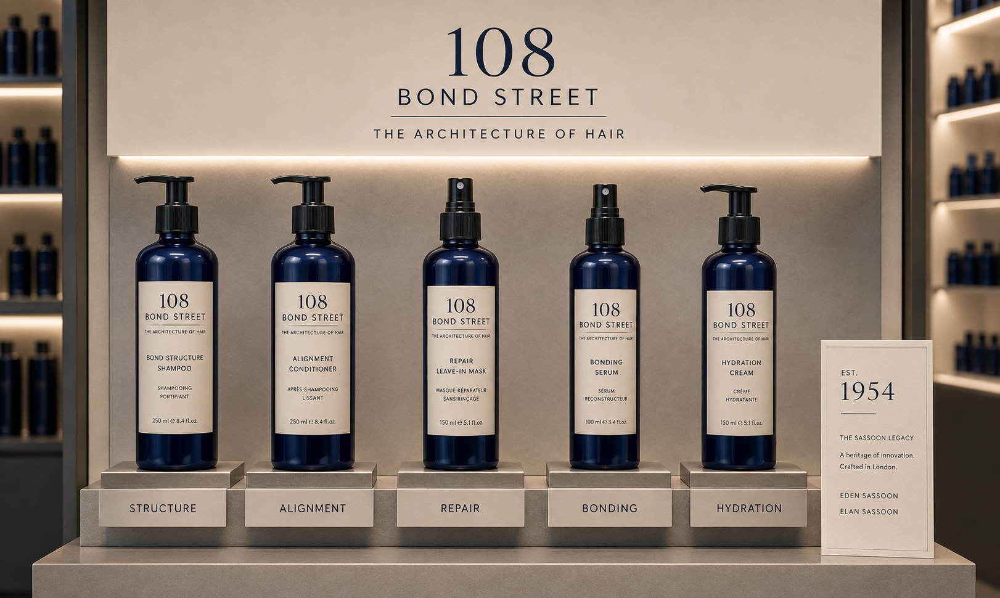 108
BOND STREET
THE ARCHITECTURE OF HAIR
108
BOND STREET
THE ARCHITECTURE OF HAIR
BOND STRUCTURE
SHAMPOO
SHAMPOOING
FORTIFIANT
250 ml ℮ 8.4 fl.oz.
108
BOND STREET
THE ARCHITECTURE OF HAIR
ALIGNMENT
CONDITIONER
APRÈS-SHAMPOOING
LISSANT
250 ml ℮ 8.4 fl.oz.
108
BOND STREET
THE ARCHITECTURE OF HAIR
REPAIR
LEAVE-IN MASK
MASQUE RÉPARATEUR
SANS RINÇAGE
150 ml ℮ 5.1 fl.oz.
108
BOND STREET
THE ARCHITECTURE OF HAIR
BONDING
SERUM
SÉRUM
RECONSTRUCTEUR
100 ml ℮ 3.4 fl.oz.
108
BOND STREET
THE ARCHITECTURE OF HAIR
HYDRATION
CREAM
CRÈME
HYDRATANTE
150 ml ℮ 5.1 fl.oz.
STRUCTURE
ALIGNMENT
REPAIR
BONDING
HYDRATION
EST.
1954
THE SASSOON LEGACY
A heritage of innovation.
Crafted in London.
EDEN SASSOON
ELAN SASSOON